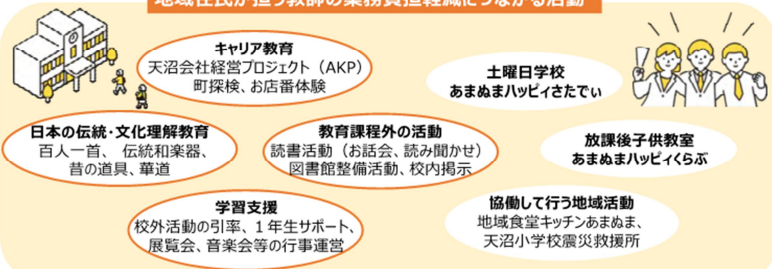 地域住民が担う教師の業務負担軽減につながる活動
キャリア教育
天沼会社経営プロジェクト（AKP）
町探検、お店番体験
土曜日学校
あまぬまハッピィさたでぃ
日本の伝統・文化理解教育
百人一首、 伝統和楽器、
昔の道具、華道
教育課程外の活動
読書活動（お話会、読み聞かせ）
図書館整備活動、校内掲示
放課後子供教室
あまぬまハッピィくらぶ
学習支援
校外活動の引率、１年生サポート、
展覧会、音楽会等の行事運営
協働して行う地域活動
地域食堂キッチンあまぬま、
天沼小学校震災救援所